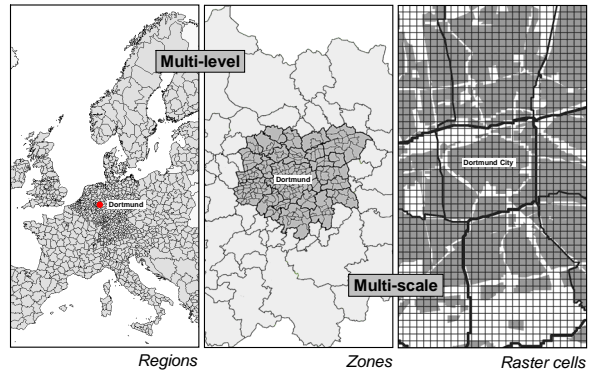 Multi-level
Dortmund
Dortmund
Dortmund City
Multi-scale
Regions
Zones
Raster cells